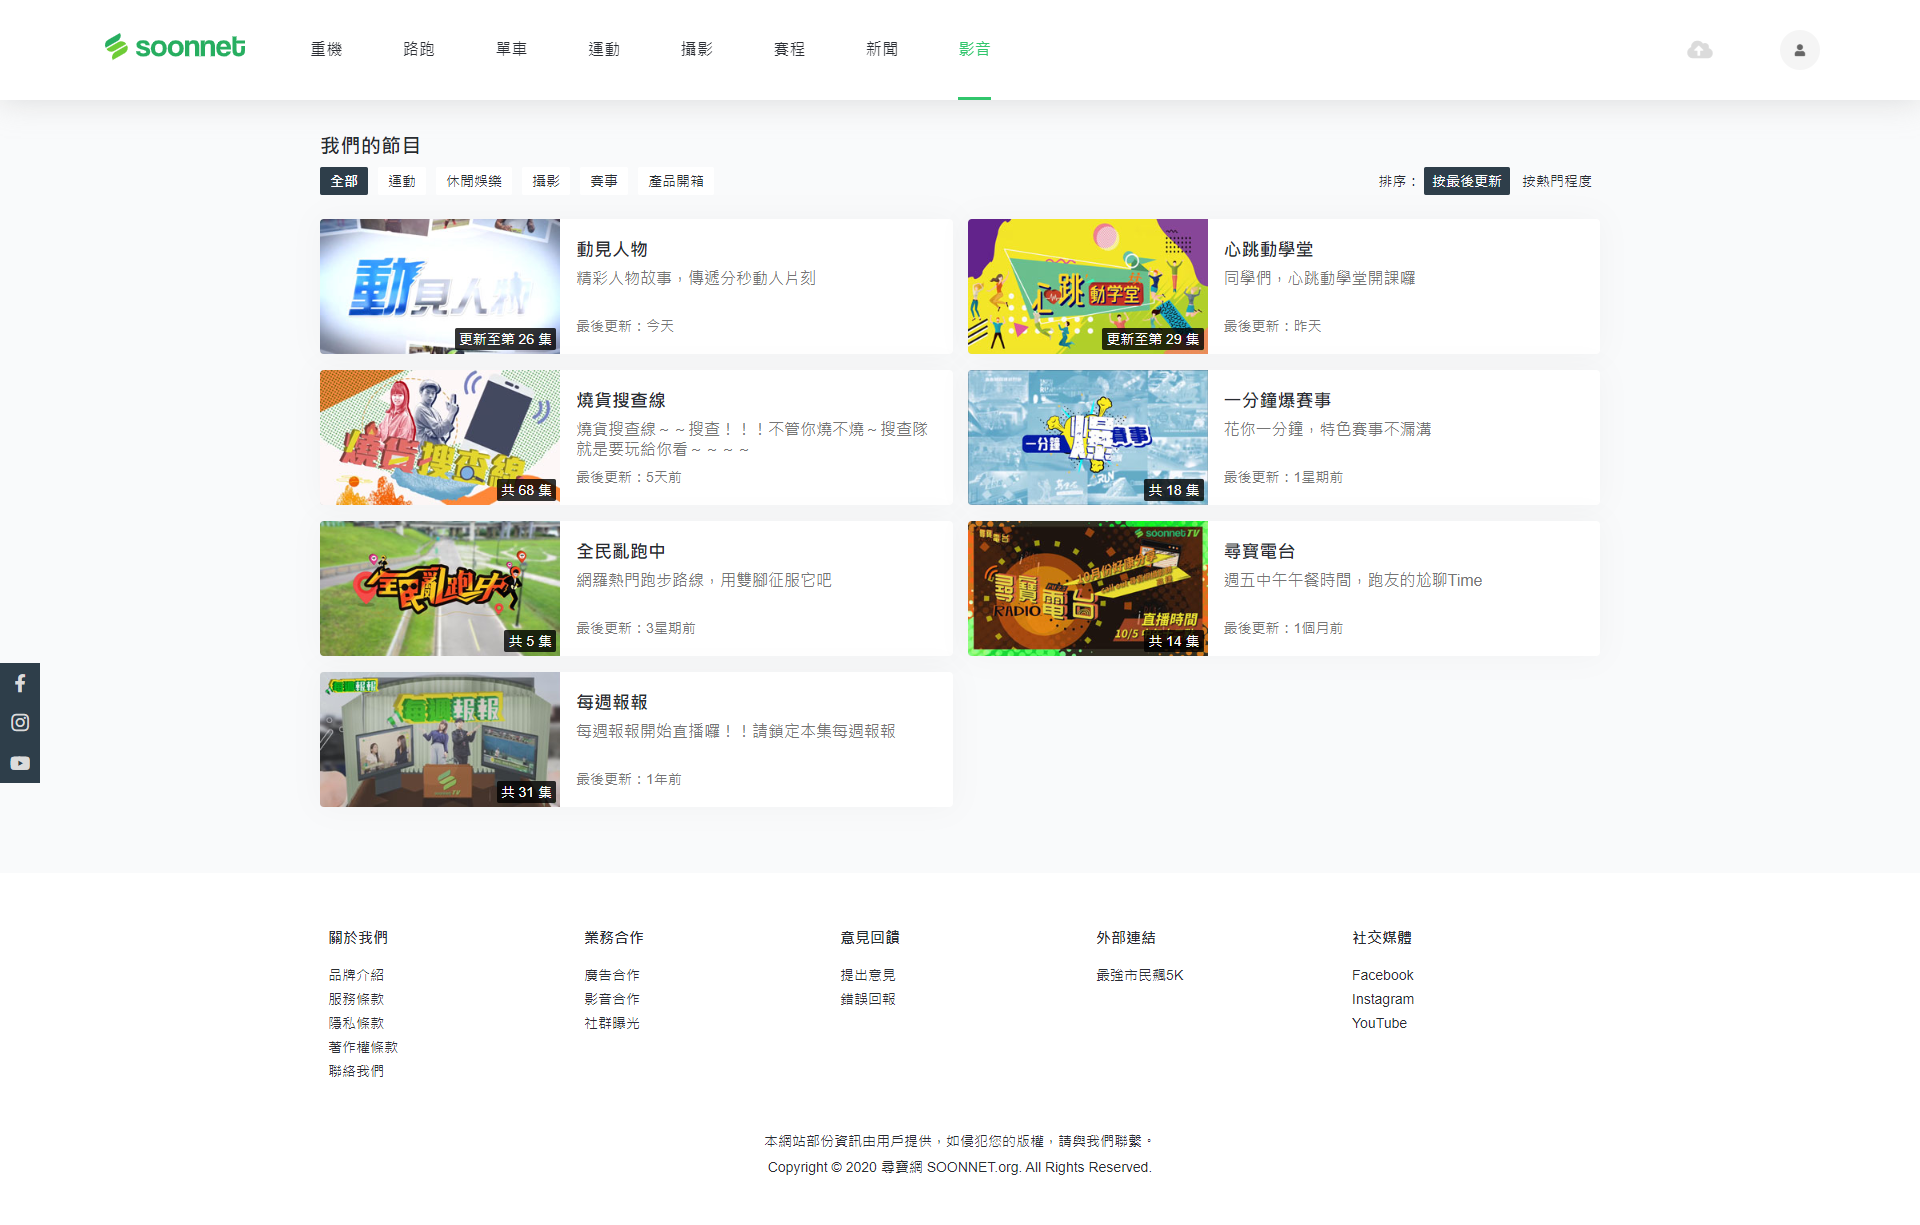 soonnet
重機
路跑
單車
運動
攝影
賽程
新聞
影音
我們的節目
全部
運動
休閒娛樂
攝影
賽事
產品開箱
排序：
按最後更新
按熱門程度
動見人物
更新至第 26 集
動見人物
精彩人物故事，傳遞分秒動人片刻
最後更新：今天
心跳動学堂
更新至第 29 集
心跳動學堂
同學們，心跳動學堂開課囉
最後更新：昨天
燒貨搜查線
共 68 集
燒貨搜查線
燒貨搜查線～～搜查！！！不管你燒不燒～搜查隊
就是要玩給你看～～～～
最後更新：5天前
一分鐘爆賽事
共 18 集
一分鐘爆賽事
花你一分鐘，特色賽事不漏溝
最後更新：1星期前
全民亂跑中
共 5 集
全民亂跑中
網羅熱門跑步路線，用雙腳征服它吧
最後更新：3星期前
soonnetTV
尋寶電台
RADIO
直播時間
10/5
共 14 集
尋寶電台
週五中午午餐時間，跑友的尬聊Time
最後更新：1個月前
每週報報
共 31 集
每週報報
每週報報開始直播囉！！請鎖定本集每週報報
最後更新：1年前
關於我們
品牌介紹
服務條款
隱私條款
著作權條款
聯絡我們
業務合作
廣告合作
影音合作
社群曝光
意見回饋
提出意見
錯誤回報
外部連結
最強市民飆5K
社交媒體
Facebook
Instagram
YouTube
本網站部份資訊由用戶提供，如侵犯您的版權，請與我們聯繫。
Copyright © 2020 尋寶網 SOONNET.org. All Rights Reserved.